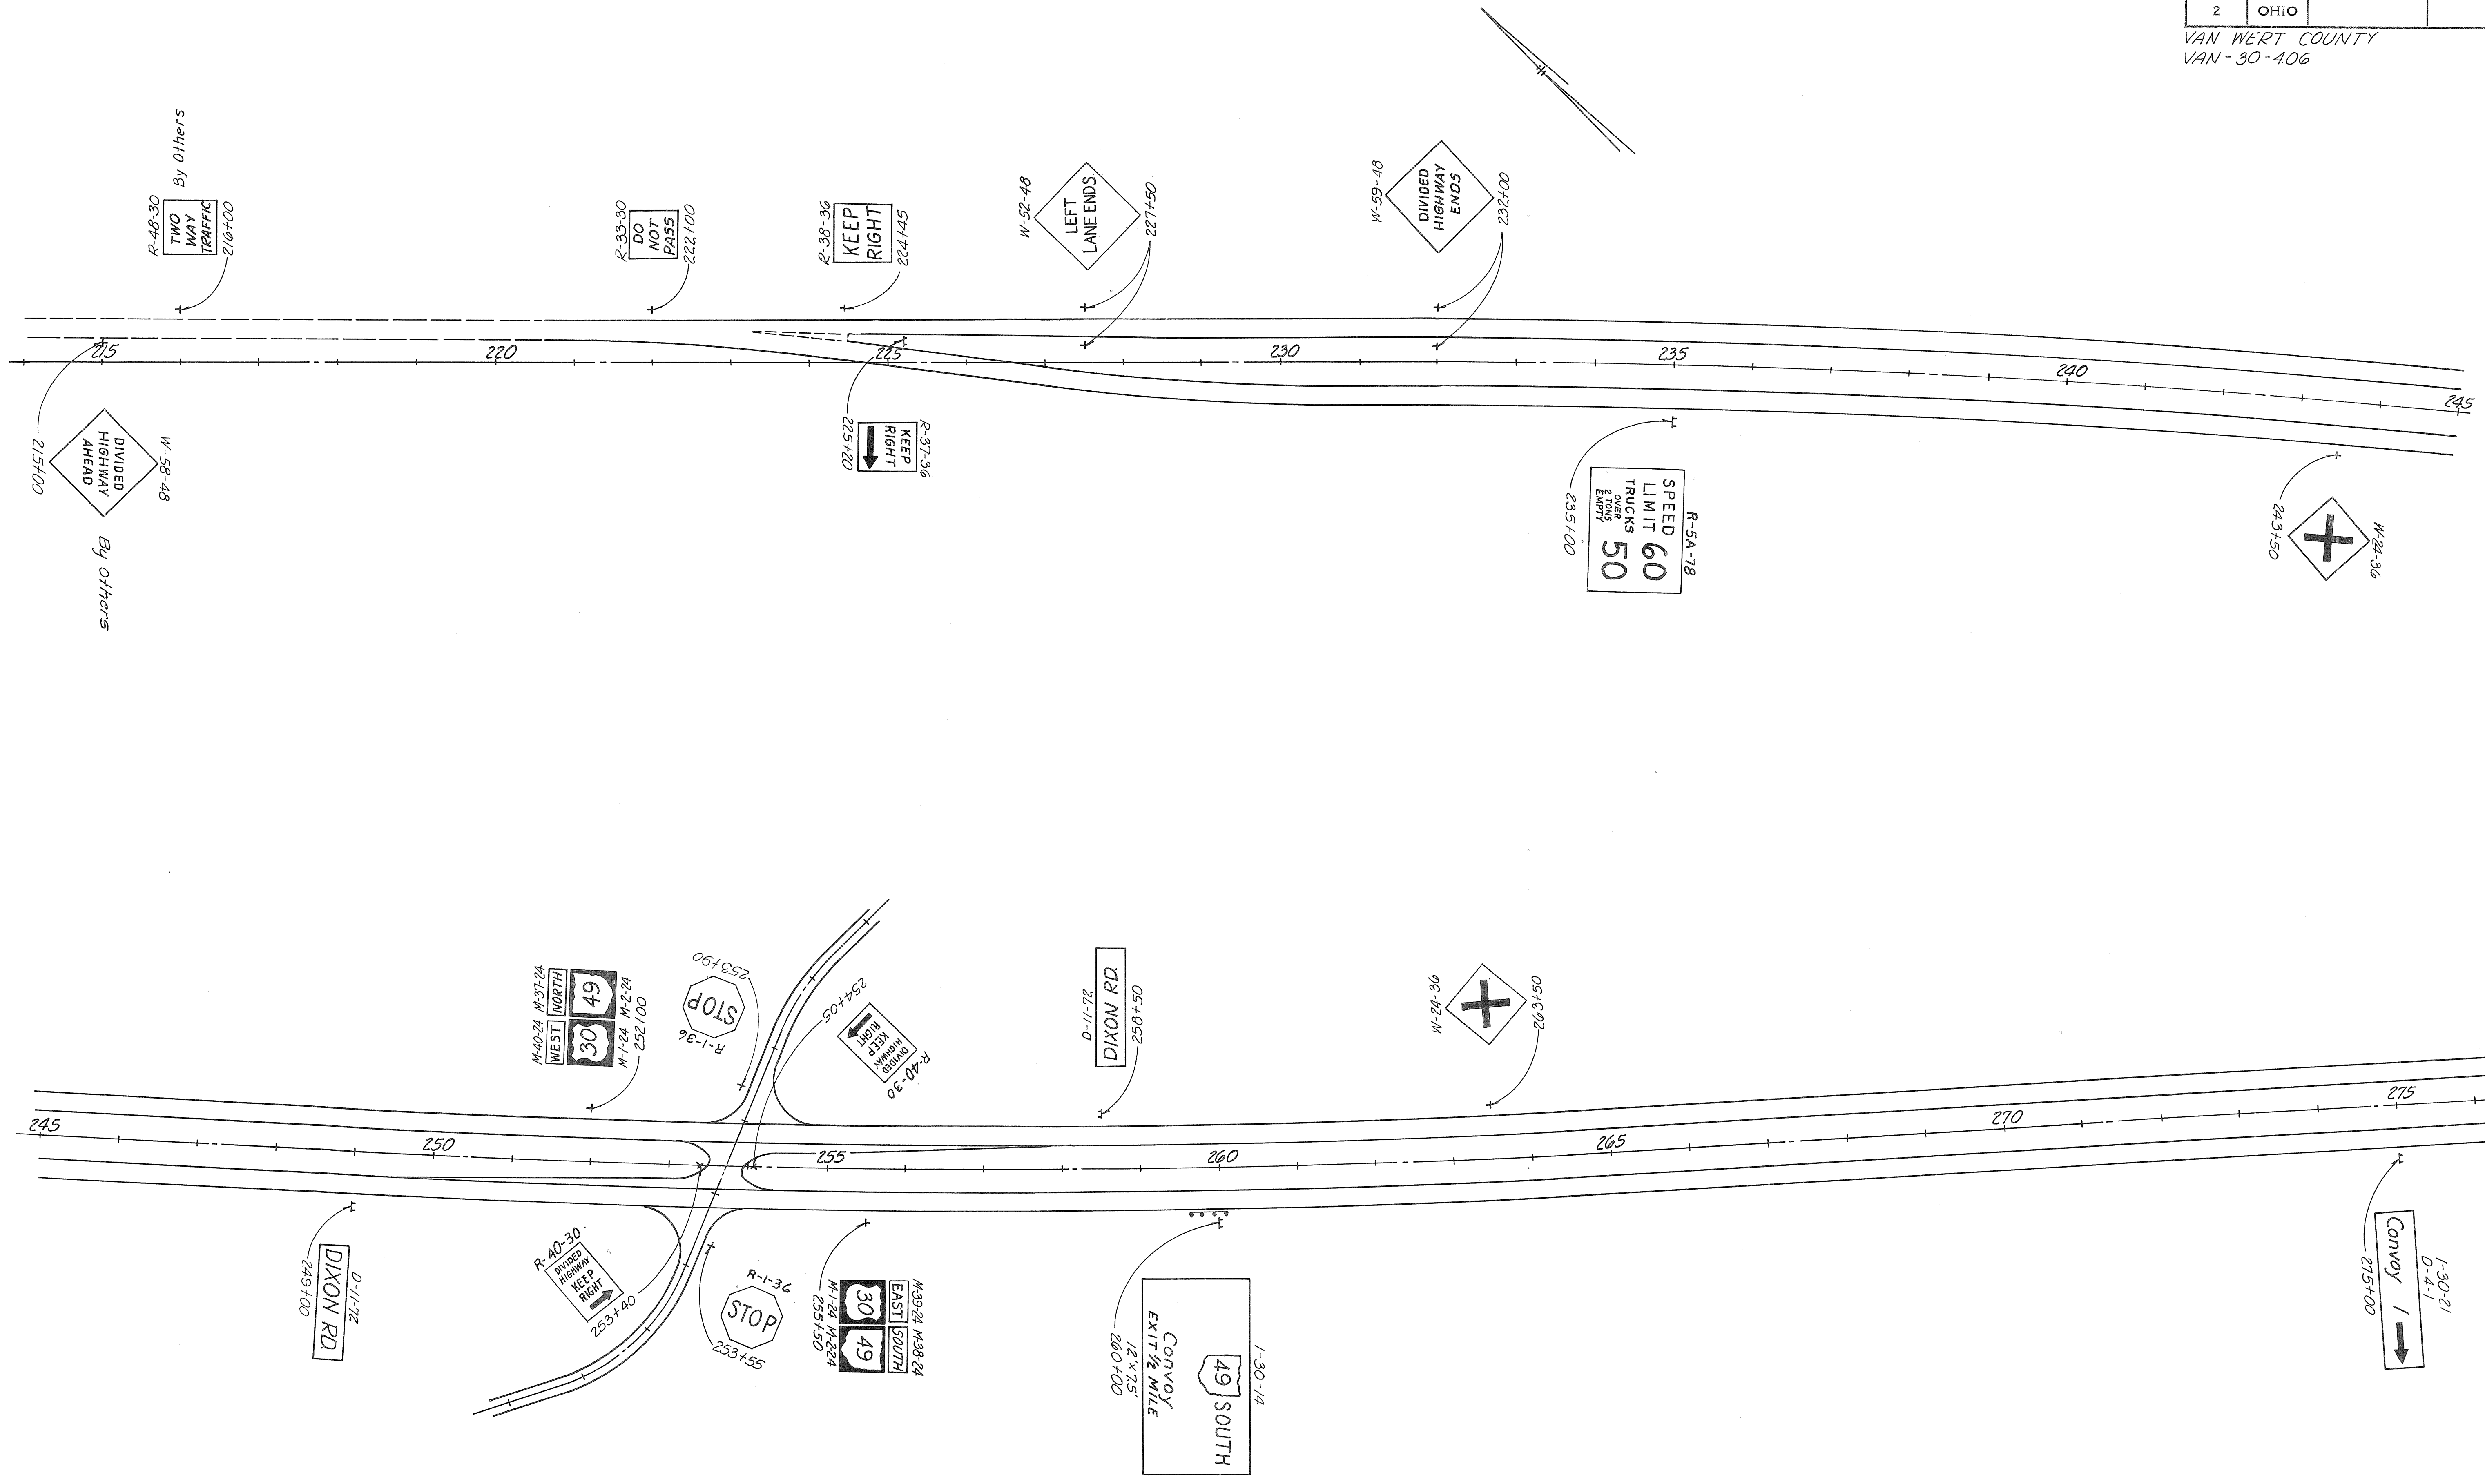 2 OHIO
VAN WERT COUNTY
VAN-30-4.06
By Others
R-48-30
TWO
WAY
TRAFFIC
216+00
R-33-30
DO
NOT
PASS
222+00
R-38-36
KEEP
RIGHT
224+45
W-52-48
LEFT
LANE ENDS
227+50
W-59-48
DIVIDED
HIGHWAY
ENDS
232+00
215
220
225
230
235
240
245
215+00
DIVIDED
HIGHWAY
AHEAD
W-58-48
By Others
225+20
KEEP
RIGHT
R-37-36
235+00
SPEED
LIMIT 60
TRUCKS 50
OVER
2 TONS
EMPTY
R-5A-78
243+50
W-24-36
M-40-24 M-37-24
WEST NORTH
30 49
M-1-24 M-2-24
252+00
253+90
STOP
R-1-36
254+05
DIVIDED
HIGHWAY
KEEP
RIGHT
R-40-30
D-11-72
DIXON RD.
258+50
W-24-36
263+50
245
250
255
260
265
270
275
D-11-72
DIXON RD.
249+00
R-40-30
DIVIDED
HIGHWAY
KEEP
RIGHT
253+40
R-1-36
STOP
253+55
M-39-24 M-38-24
EAST SOUTH
30 49
M-1-24 M-2-24
255+50
1-30-14
49 SOUTH
Convoy
EXIT ½ MILE
12'x7.5'
260+00
1-30-21
D-4-1
Convoy 1
275+00